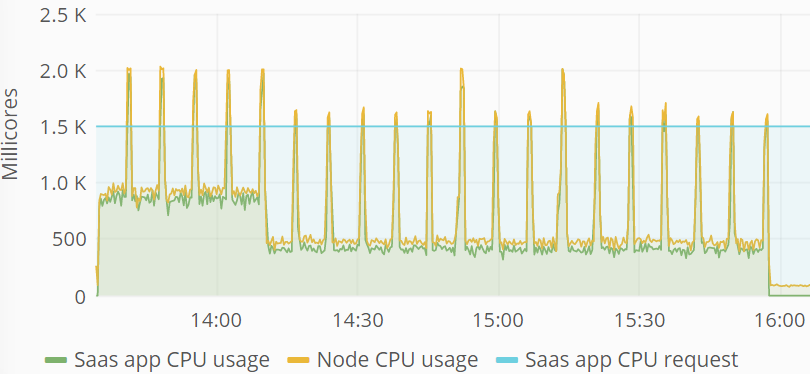 2.5 K
2.0 K
1.5 K
1.0 K
500
0
Millicores
14:00 14:30 15:00 15:30 16:00
Saas app CPU usage Node CPU usage Saas app CPU request